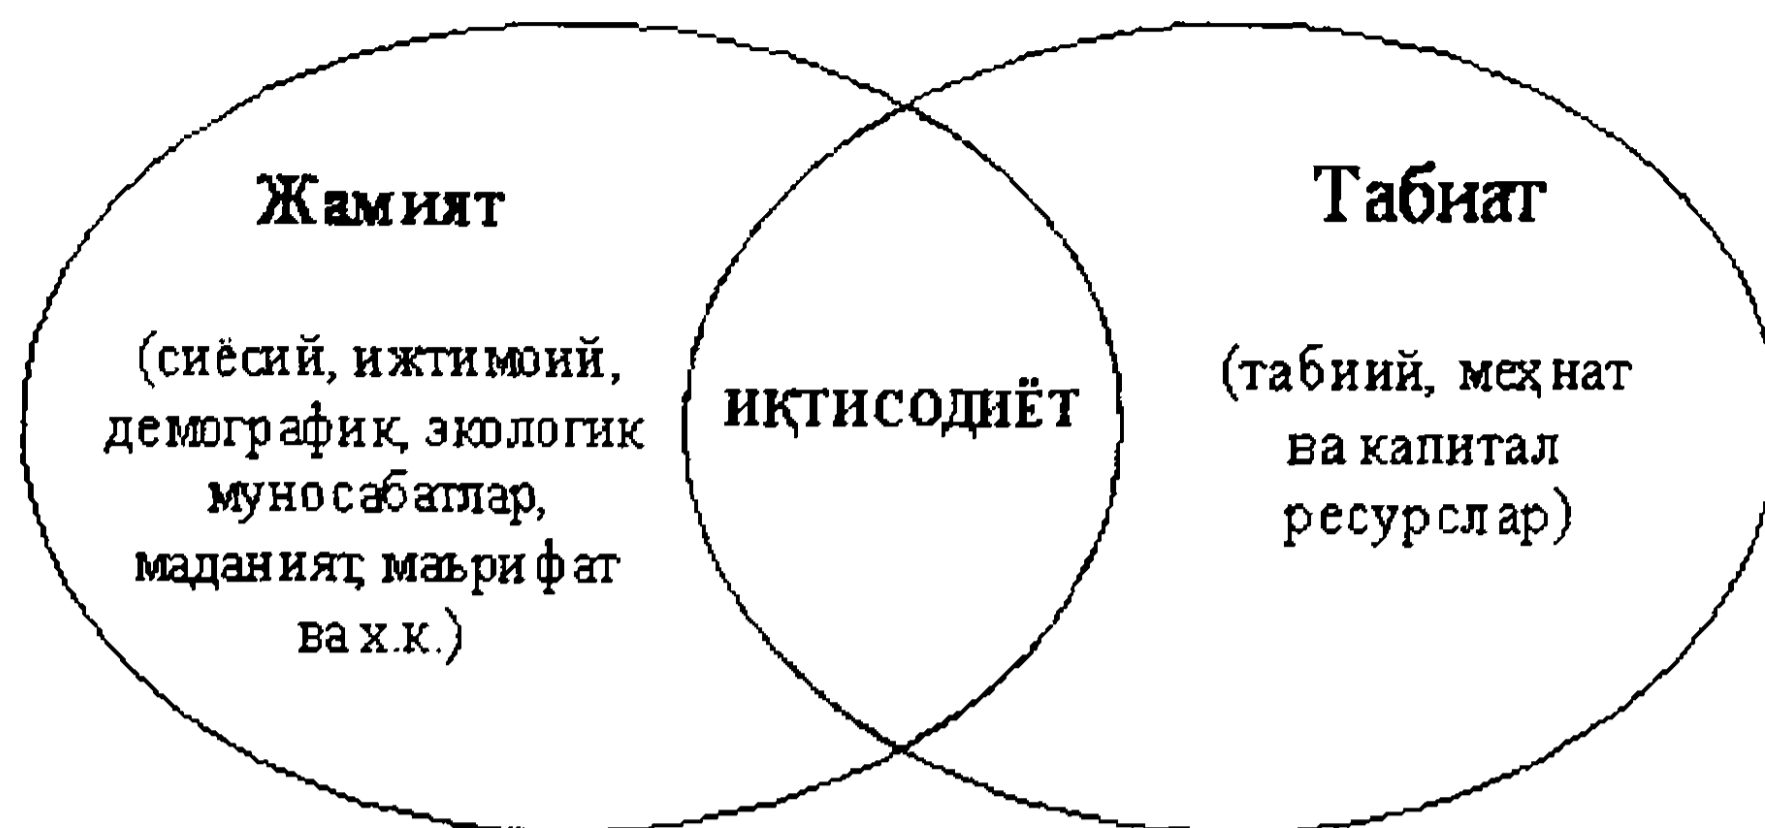 Жамият
(сиёсий, ижтимоий,
демографик, экологик
муносабатлар,
маданият, маърифат
ва х.к.)
ИҚТИСОДИЁТ
Табиат
(табиий, меҳнат
ва капитал
ресурслар)